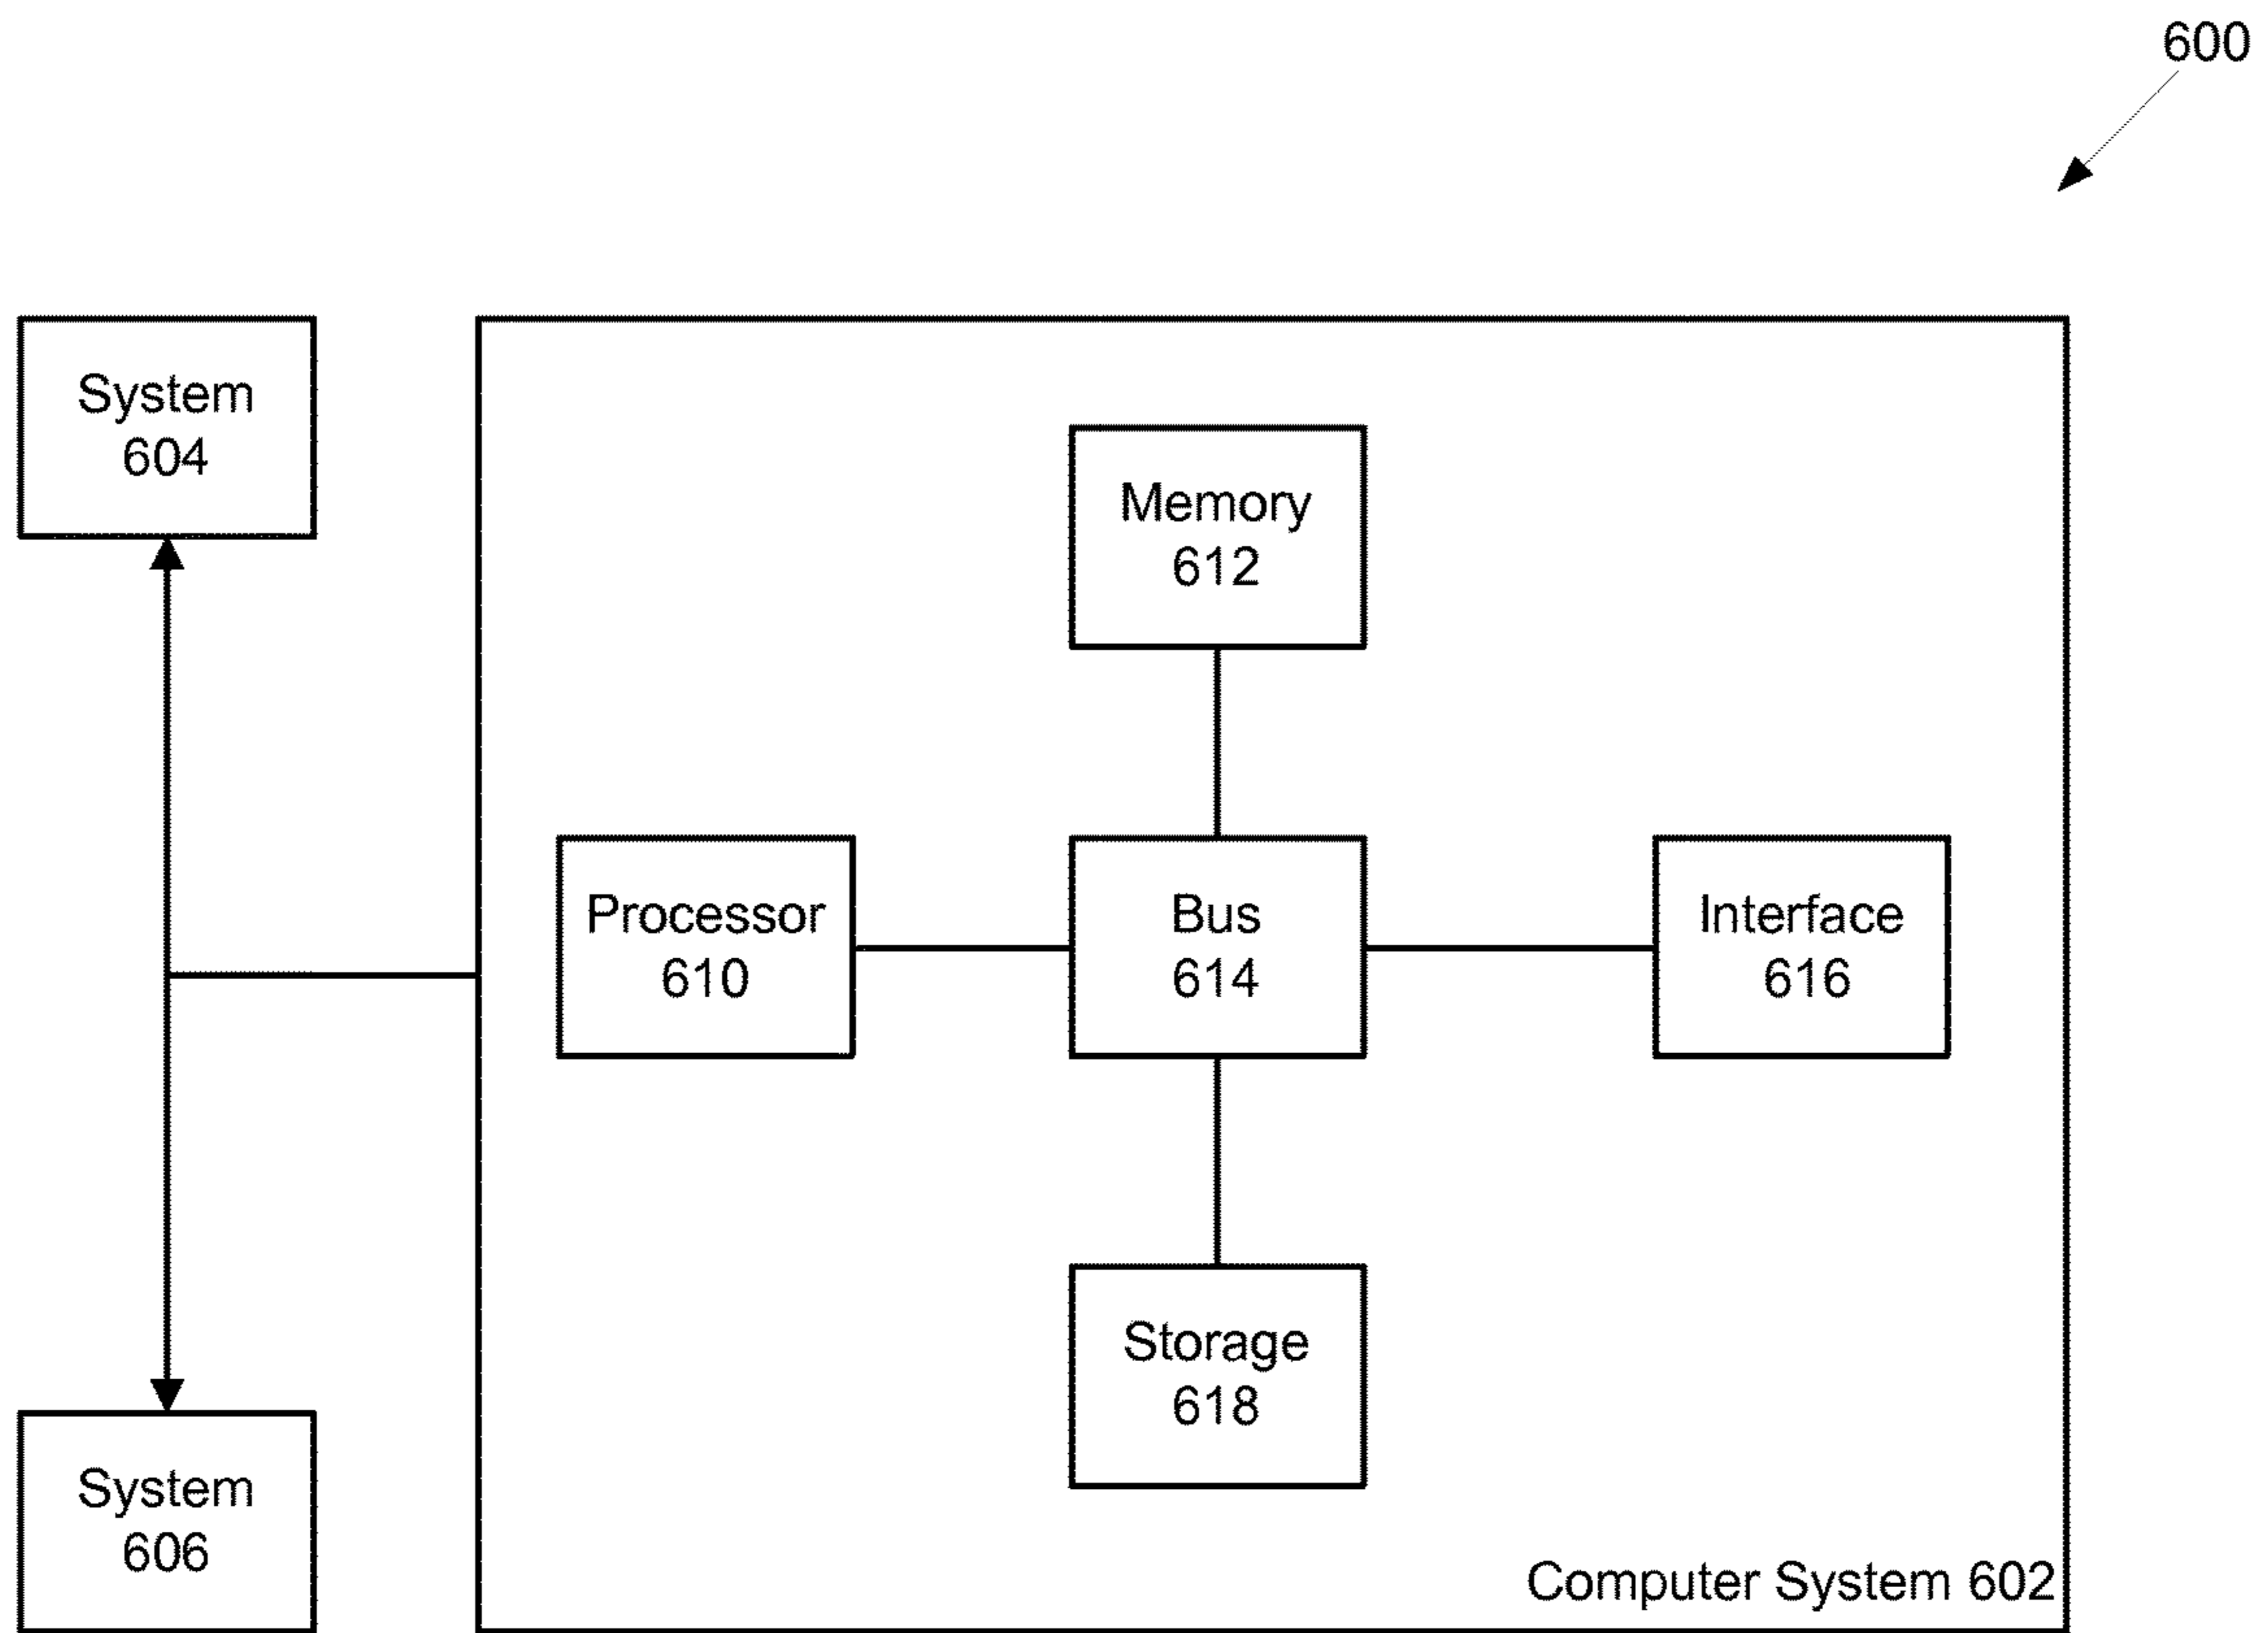 600
System
604
Memory
612
Processor
610
Bus
614
Interface
616
Storage
618
System
606
Computer System 602